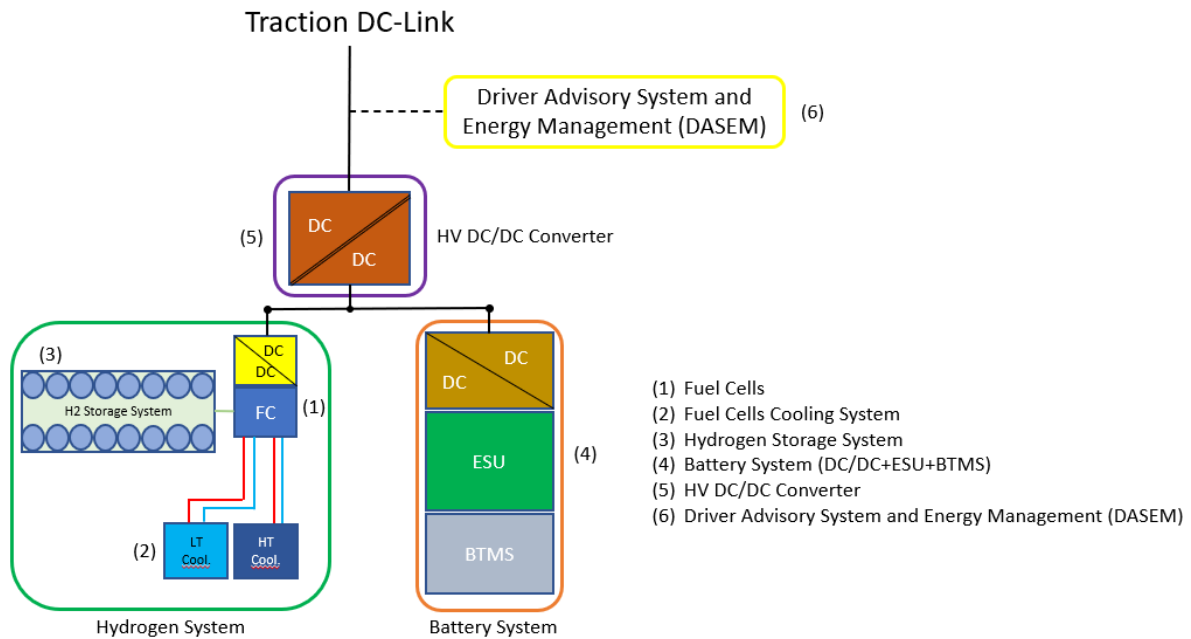 Traction DC-Link
Driver Advisory System and
Energy Management (DASEM)
(6)
(5)
DC
DC
HV DC/DC Converter
(3)
H2 Storage System
DC
DC
FC
(1)
(2)
LT
Cool.
HT
Cool.
Hydrogen System
DC
DC
ESU
(4)
BTMS
Battery System
(1) Fuel Cells
(2) Fuel Cells Cooling System
(3) Hydrogen Storage System
(4) Battery System (DC/DC+ESU+BTMS)
(5) HV DC/DC Converter
(6) Driver Advisory System and Energy Management (DASEM)